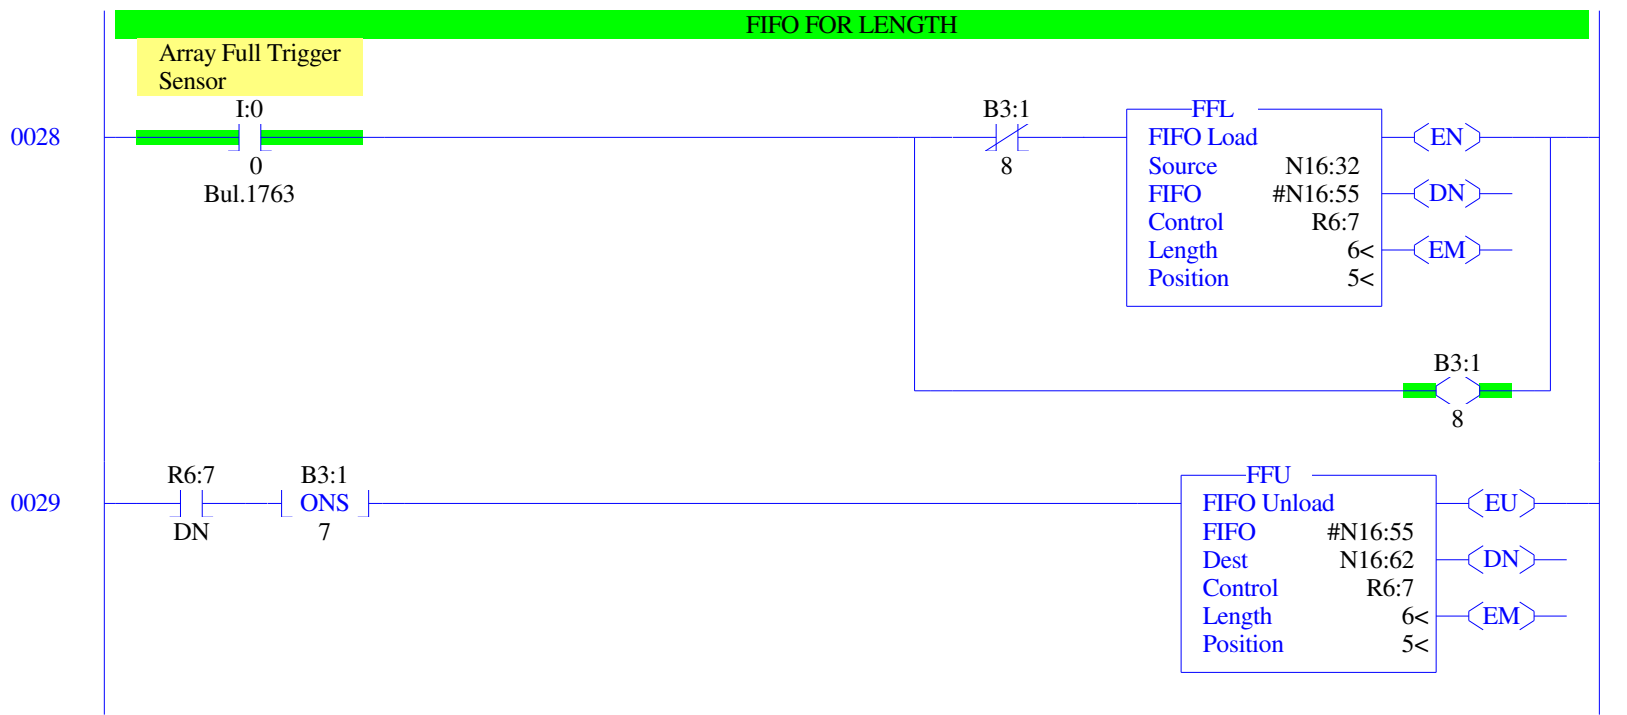 FIFO FOR LENGTH
Array Full Trigger
Sensor
I:0
0
Bul.1763
0028
B3:1
8
FFL
FIFO Load
Source N16:32
FIFO #N16:55
Control R6:7
Length 6<
Position 5<
EN
DN
EM
B3:1
8
0029
R6:7
DN
B3:1
ONS
7
FFU
FIFO Unload
FIFO #N16:55
Dest N16:62
Control R6:7
Length 6<
Position 5<
EU
DN
EM